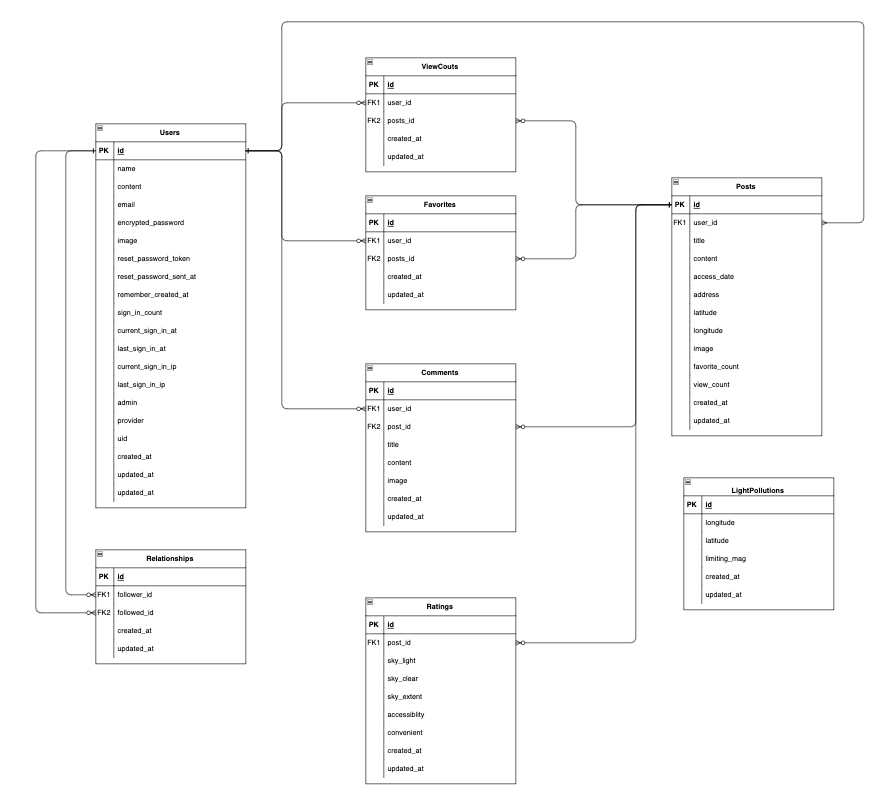 ViewCouts
PK id
FK1 user_id
FK2 posts_id
created_at
updated_at
Users
PK id
name
content
email
encrypted_password
image
reset_password_token
reset_password_sent_at
remember_created_at
sign_in_count
current_sign_in_at
last_sign_in_at
current_sign_in_ip
last_sign_in_ip
admin
provider
uid
created_at
updated_at
updated_at
Favorites
PK id
FK1 user_id
FK2 posts_id
created_at
updated_at
Posts
PK id
FK1 user_id
title
content
access_date
address
latitude
longitude
image
favorite_count
view_count
created_at
updated_at
Comments
PK id
FK1 user_id
FK2 post_id
title
content
image
created_at
updated_at
LightPollutions
PK id
longitude
latitude
limiting_mag
created_at
updated_at
Relationships
PK id
FK1 follower_id
FK2 followed_id
created_at
updated_at
Ratings
PK id
FK1 post_id
sky_light
sky_clear
sky_extent
accessiblity
convenient
created_at
updated_at